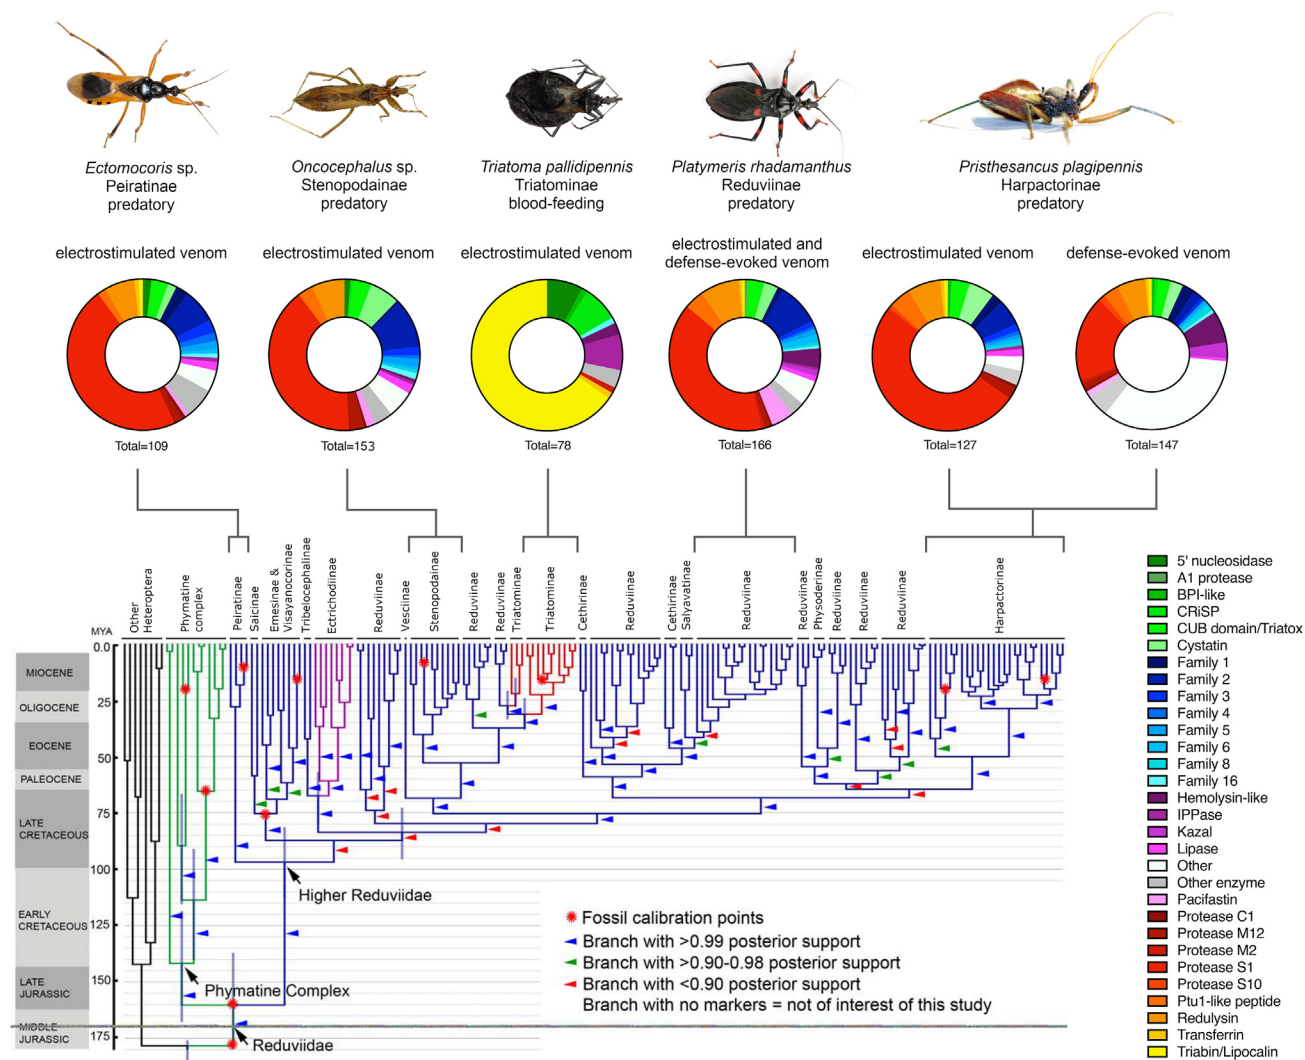 Ectomocoris sp.
Peiratinae
predatory
Oncocephalus sp.
Stenopodainae
predatory
Triatoma pallidipennis
Triatominae
blood-feeding
Platymeris rhadamanthus
Reduviinae
predatory
Pristhesancus plagipennis
Harpactorinae
predatory
electrostimulated venom
electrostimulated venom
electrostimulated venom
electrostimulated and
defense-evoked venom
electrostimulated venom
defense-evoked venom
Total=109
Total=153
Total=78
Total=166
Total=127
Total=147
Other
Heteroptera
Phymatine
complex
Peiratinae
Saicinae
Emesinae &
Visayanocorinae
Tribelocephalinae
Ectrichodiinae
Reduviinae
Vesciinae
Stenopodainae
Reduviinae
Reduviinae
Triatominae
Triatominae
Cethirinae
Reduviinae
Cethirinae
Salyavatinae
Reduviinae
Reduviinae
Physoderinae
Reduviinae
Reduviinae
Reduviinae
Harpactorinae
MYA
0.0
25
50
75
100
125
150
175
MIOCENE
OLIGOCENE
EOCENE
PALEOCENE
LATE
CRETACEOUS
EARLY
CRETACEOUS
LATE
JURASSIC
MIDDLE
JURASSIC
Higher Reduviidae
Phymatine Complex
Reduviidae
Fossil calibration points
Branch with >0.99 posterior support
Branch with >0.90-0.98 posterior support
Branch with <0.90 posterior support
Branch with no markers = not of interest of this study
5' nucleosidase
A1 protease
BPI-like
CRiSP
CUB domain/Triatox
Cystatin
Family 1
Family 2
Family 3
Family 4
Family 5
Family 6
Family 8
Family 16
Hemolysin-like
IPPase
Kazal
Lipase
Other
Other enzyme
Pacifastin
Protease C1
Protease M12
Protease M2
Protease S1
Protease S10
Ptu1-like peptide
Redulysin
Transferrin
Triabin/Lipocalin